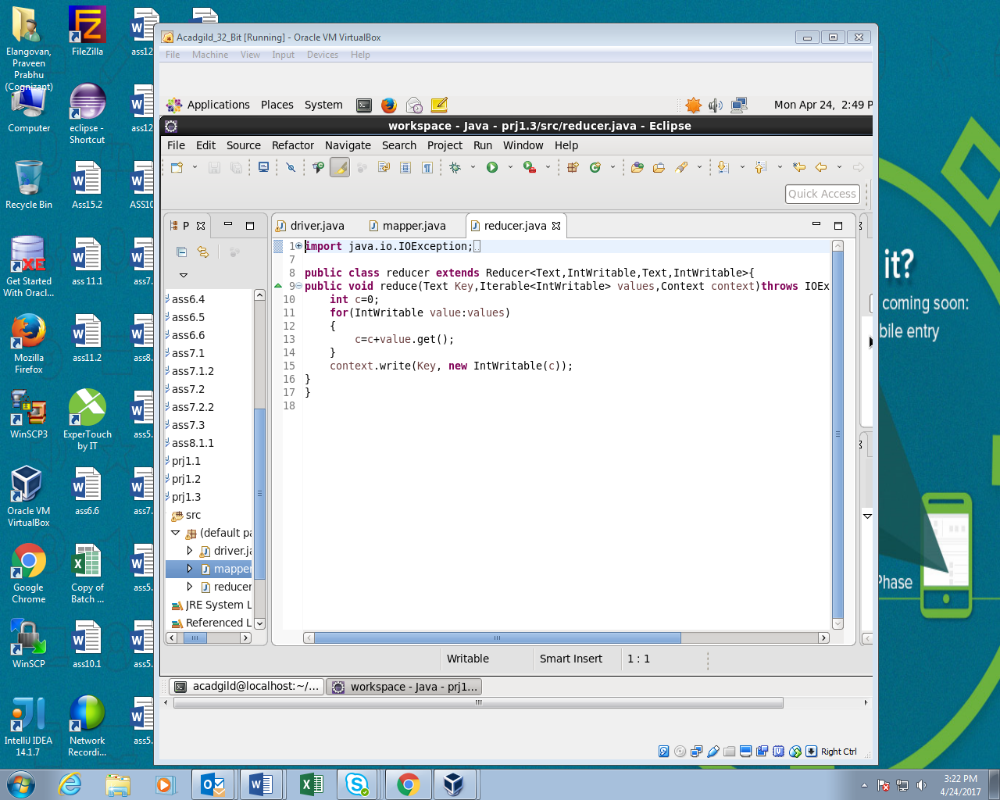 Elangovan,
Praveen
Prabhu
(Cognizant)
FileZilla
ass12
Computer
eclipse -
Shortcut
ass12
Recycle Bin
Ass15.2
ASS10
Get Started
With Oracl...
ass 11.1
ass7.
Mozilla
Firefox
ass11.2
ass8.
WinSCP3
ExperTouch
by IT
ass5.
Oracle VM
VirtualBox
ass6.6
ass7.
Google
Chrome
Copy of
Batch ...
ass5.
WinSCP
ass10.1
ass5.
IntelliJ IDEA
14.1.7
Network
Recordi...
ass5.
Acadgild_32_Bit [Running] - Oracle VM VirtualBox
File Machine View Input Devices Help
Applications Places System
Mon Apr 24, 2:49 P
workspace - Java - prj1.3/src/reducer.java - Eclipse
File Edit Source Refactor Navigate Search Project Run Window Help
Quick Access
P
driver.java mapper.java reducer.java
ass6.4
ass6.5
ass6.6
ass7.1
ass7.1.2
ass7.2
ass7.2.2
ass7.3
ass8.1.1
prj1.1
prj1.2
prj1.3
src
(default pa
driver.ja
mapper
reducer
JRE System L
Referenced L
1 import java.io.IOException;
7
8 public class reducer extends Reducer<Text,IntWritable,Text,IntWritable>{
9 public void reduce(Text Key,Iterable<IntWritable> values,Context context)throws IOEx
10 int c=0;
11 for(IntWritable value:values)
12 {
13 c=c+value.get();
14 }
15 context.write(Key, new IntWritable(c));
16 }
17 }
18
Writable Smart Insert 1 : 1
acadgild@localhost:~/... workspace - Java - prj1...
Right Ctrl
it?
coming soon:
bile entry
Phase
3:22 PM
4/24/2017